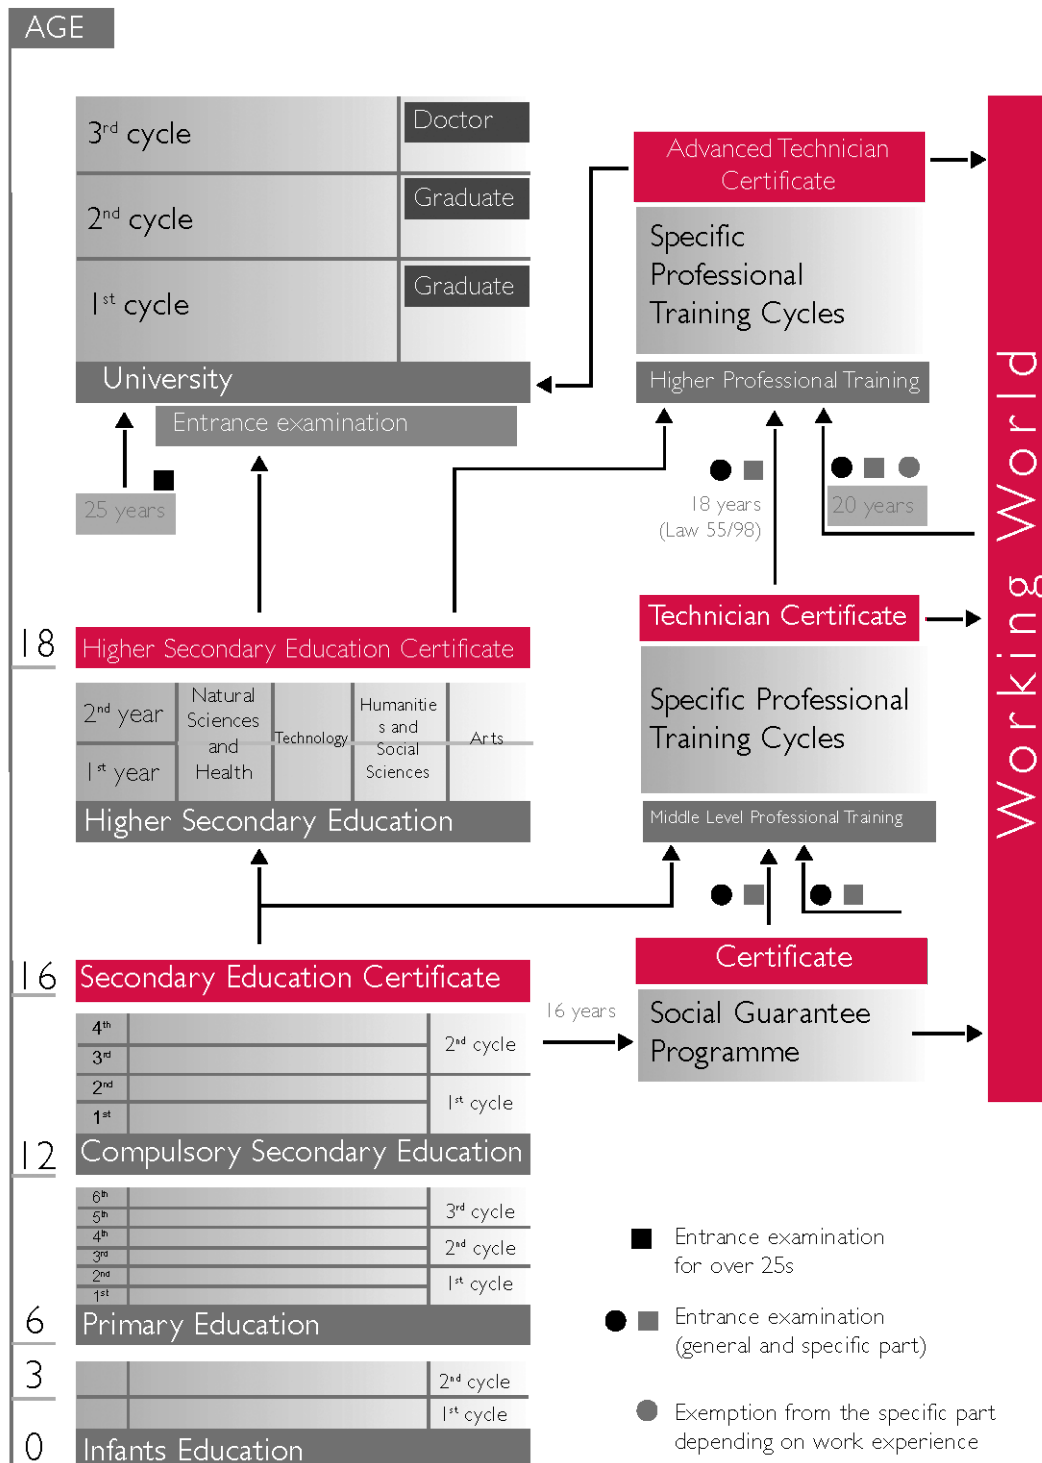 AGE
3rd cycle
Doctor
2nd cycle
Graduate
1st cycle
Graduate
University
Entrance examination
25 years
Advanced Technician
Certificate
Specific
Professional
Training Cycles
Higher Professional Training
18 years
(Law 55/98)
20 years
Working World
18
Higher Secondary Education Certificate
2nd year
1st year
Natural
Sciences
and
Health
Technology
Humanitie
s and
Social
Sciences
Arts
Higher Secondary Education
Technician Certificate
Specific Professional
Training Cycles
Middle Level Professional Training
16
Secondary Education Certificate
4th
3rd
2nd
1st
2nd cycle
1st cycle
16 years
Certificate
Social Guarantee
Programme
12
Compulsory Secondary Education
6th
5th
4th
3rd
2nd
1st
3rd cycle
2nd cycle
1st cycle
6
Primary Education
3
2nd cycle
1st cycle
0
Infants Education
Entrance examination
for over 25s
Entrance examination
(general and specific part)
Exemption from the specific part
depending on work experience